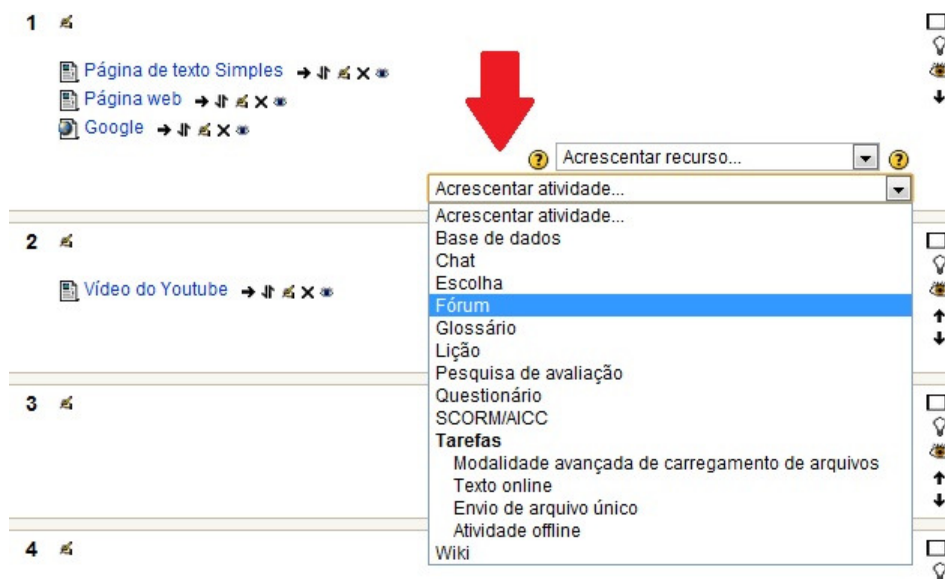 1
Página de texto Simples
Página web
Google
Acrescentar recurso...
Acrescentar atividade...
Acrescentar atividade...
Base de dados
Chat
Escolha
Fórum
Glossário
Lição
Pesquisa de avaliação
Questionário
SCORM/AICC
Tarefas
Modalidade avançada de carregamento de arquivos
Texto online
Envio de arquivo único
Atividade offline
Wiki
2
Vídeo do Youtube
3
4